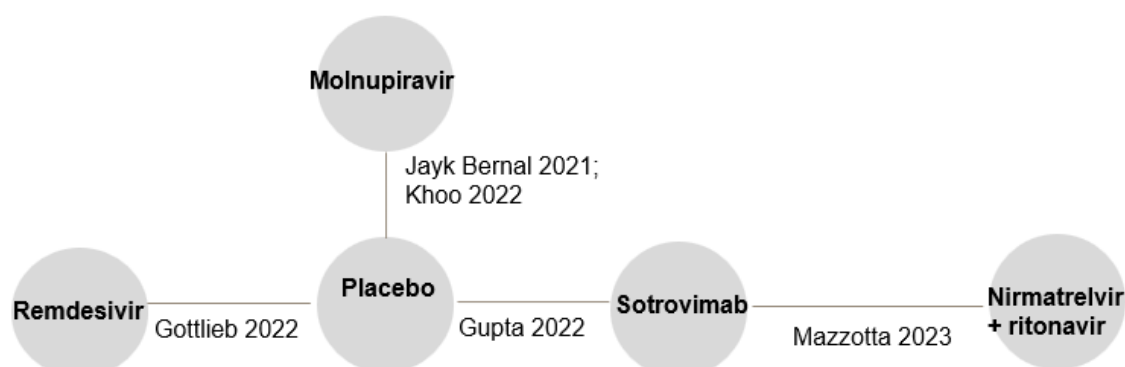 Molnupiravir
Jayk Bernal 2021;
Khoo 2022
Remdesivir
Gottlieb 2022
Placebo
Gupta 2022
Sotrovimab
Mazzotta 2023
Nirmatrelvir
+ ritonavir